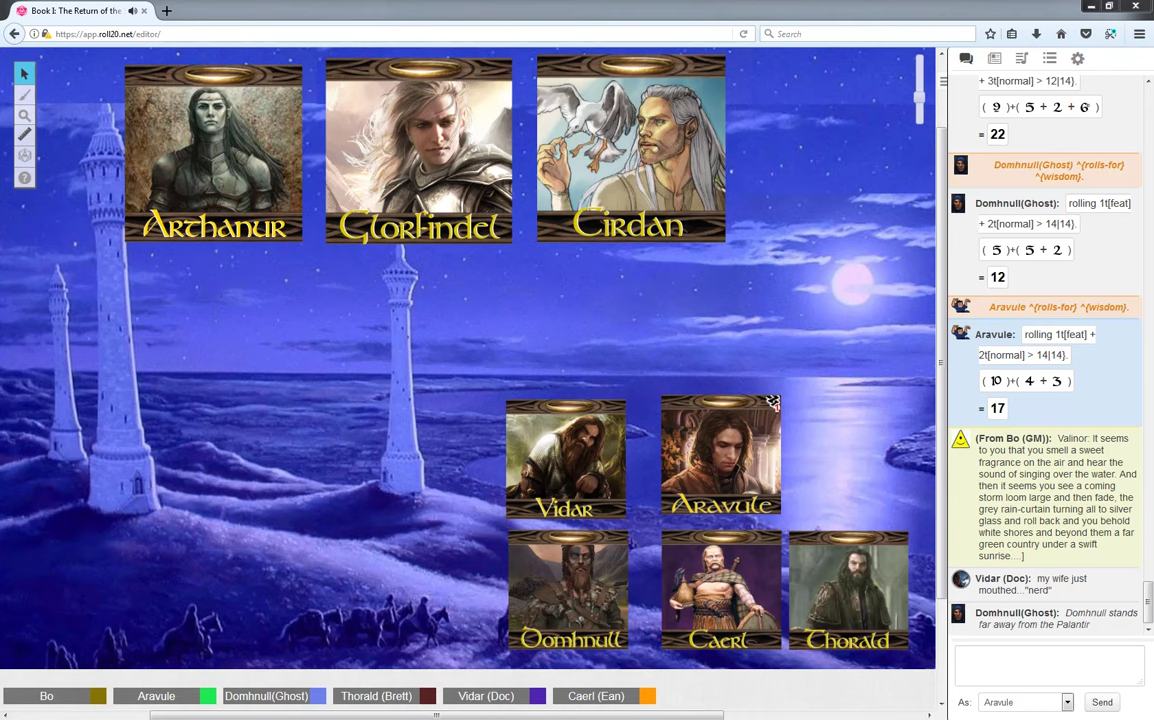 Book I: The Return of the
https://app.roll20.net/editor/
Search
Arthanur
Glorfindel
Cirdan
Vidar
Aravule
Domhnull
Caerl
Thorald
Bo
Aravule
Domhnull(Ghost)
Thorald (Brett)
Vidar (Doc)
Caerl (Ean)
+ 3t[normal] > 12|14}.
( 9 )+( 5 + 2 + 6 )
= 22
Domhnull(Ghost) ^{rolls-for}
^{wisdom}.
Domhnull(Ghost): rolling 1t[feat]
+ 2t[normal] > 14|14}.
( 5 )+( 5 + 2 )
= 12
Aravule ^{rolls-for} ^{wisdom}.
Aravule: rolling 1t[feat] +
2t[normal] > 14|14}.
( 10 )+( 4 + 3 )
= 17
(From Bo (GM)): Valinor: It seems
to you that you smell a sweet
fragrance on the air and hear the
sound of singing over the water. And
then it seems you see a coming
storm loom large and then fade, the
grey rain-curtain turning all to silver
glass and roll back and you behold
white shores and beyond them a far
green country under a swift
sunrise....]
Vidar (Doc): my wife just
mouthed..."nerd"
Domhnull(Ghost): Domhnull stands
far away from the Palantir
As: Aravule
Send